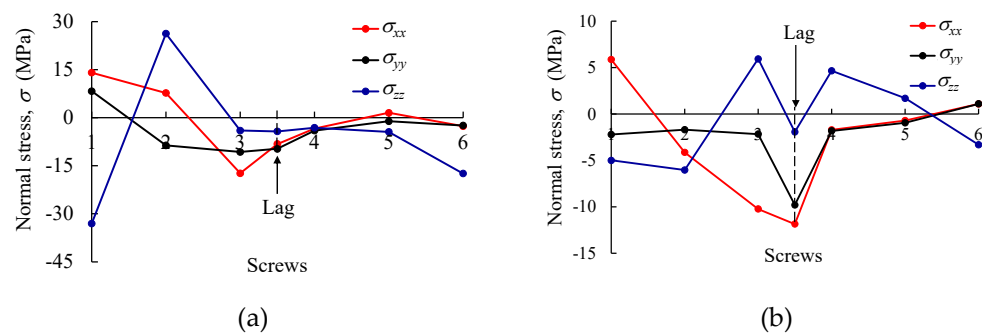 Normal stress, σ (MPa)
30
15
0
-15
-30
-45
1
2
3
4
5
6
σxx
σyy
σzz
Lag
Screws
(a)
Normal stress, σ (MPa)
10
5
0
-5
-10
-15
1
2
3
4
5
6
Lag
σxx
σyy
σzz
Screws
(b)